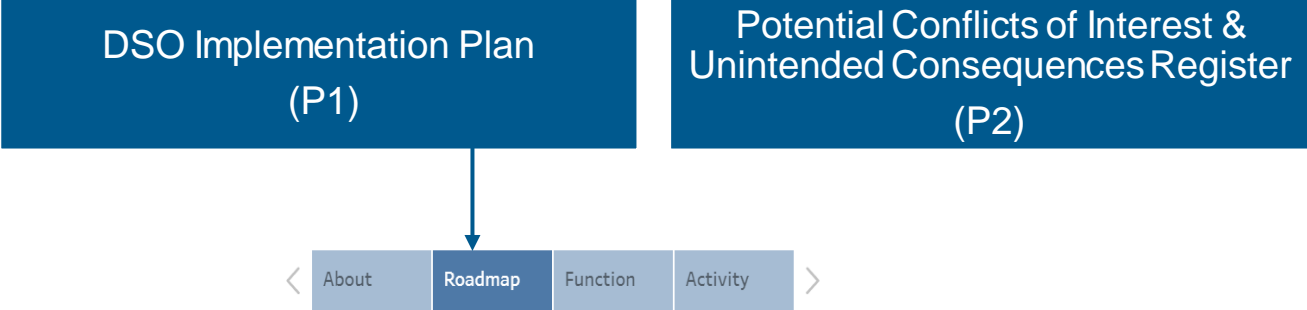 DSO Implementation Plan
(P1)
Potential Conflicts of Interest &
Unintended Consequences Register
(P2)
About
Roadmap
Function
Activity